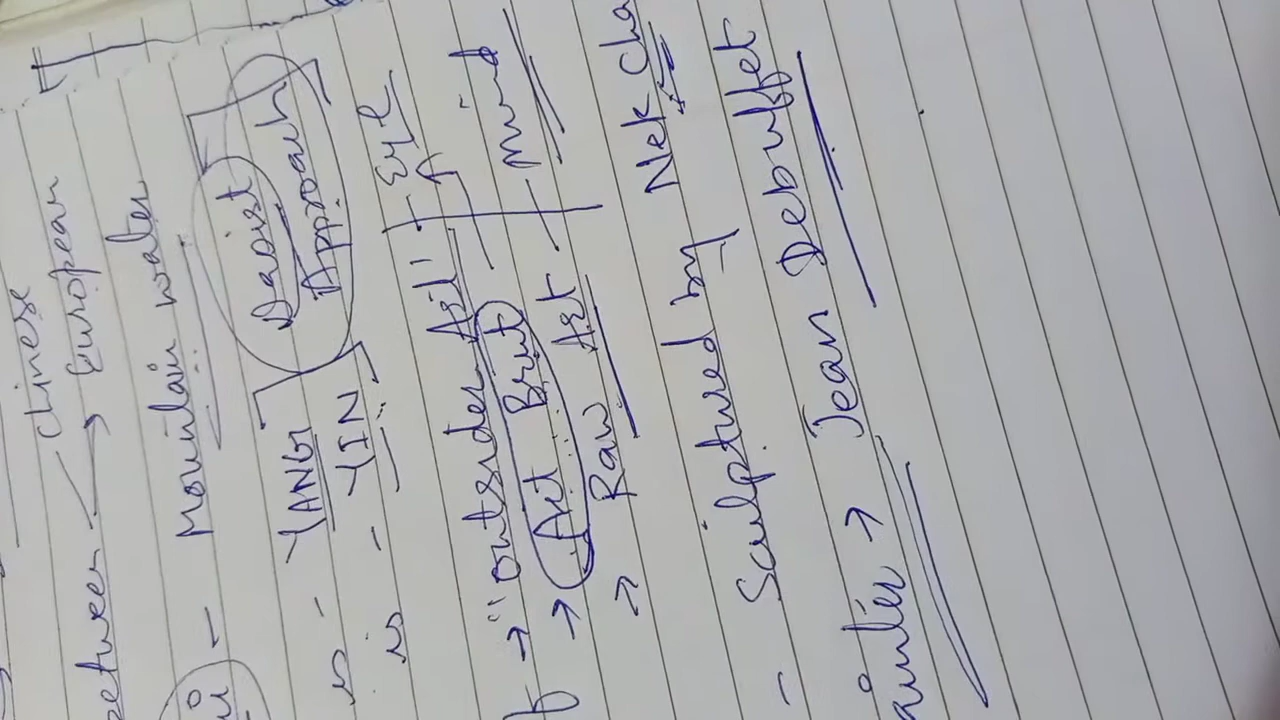 Chinese
between → European
- Mountain water
- YANG Daoist Approach
is - YIN
→ "Outsider Art' - Eye
→ Art Brut - mind
→ Raw Art
- Sculptured by Nek Cha
→ Jean Debuffet